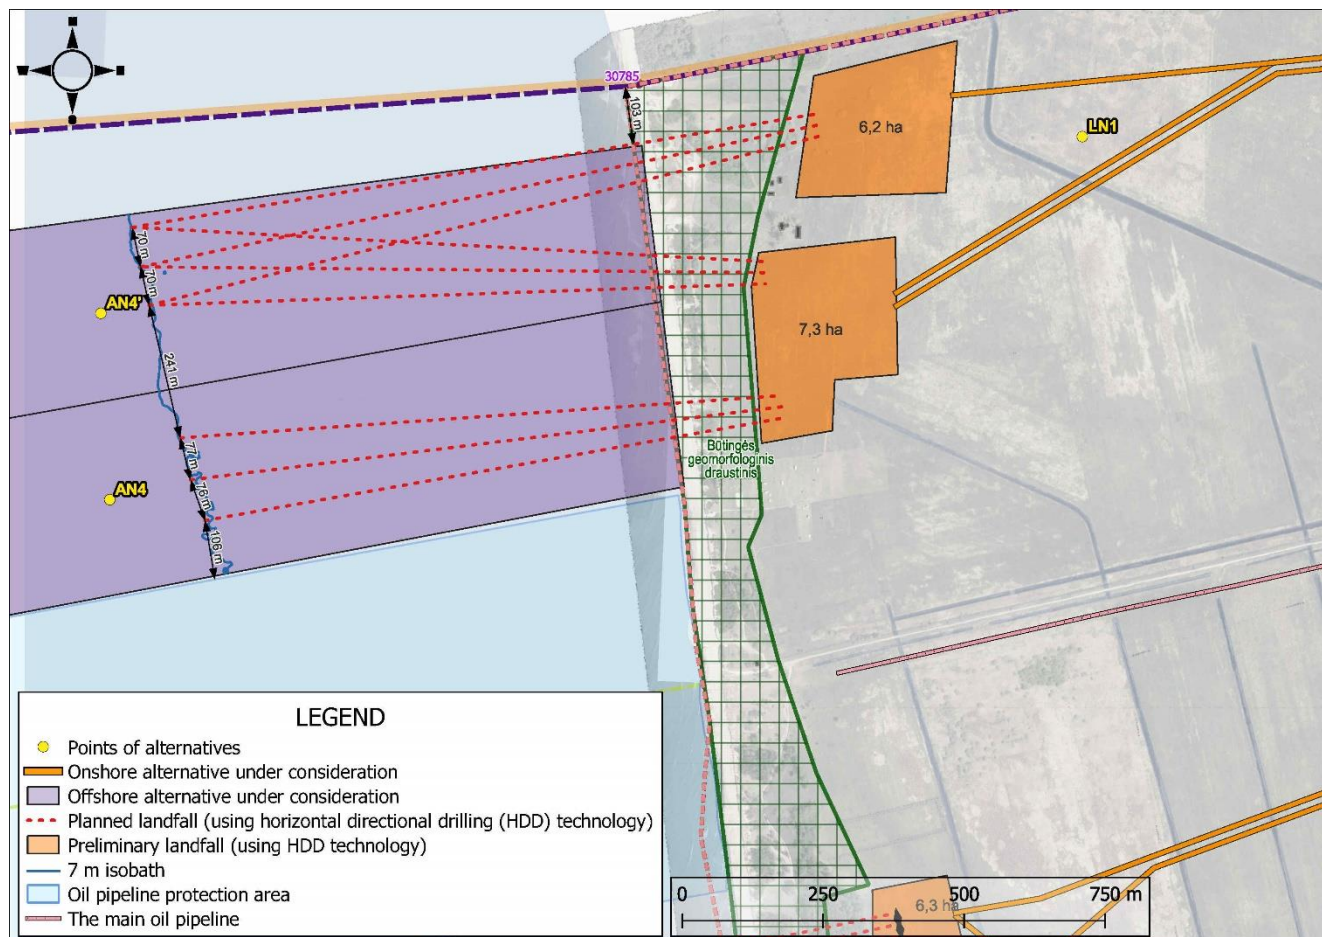 30785
103 m
6,2 ha
LN1
70 m
70 m
AN4'
241 m
7,3 ha
77 m
76 m
AN4
106 m
Būtingės
geomorfologinis
draustinis
LEGEND
Points of alternatives
Onshore alternative under consideration
Offshore alternative under consideration
Planned landfall (using horizontal directional drilling (HDD) technology)
Preliminary landfall (using HDD technology)
7 m isobath
Oil pipeline protection area
The main oil pipeline
6,3 ha
0 250 500 750 m